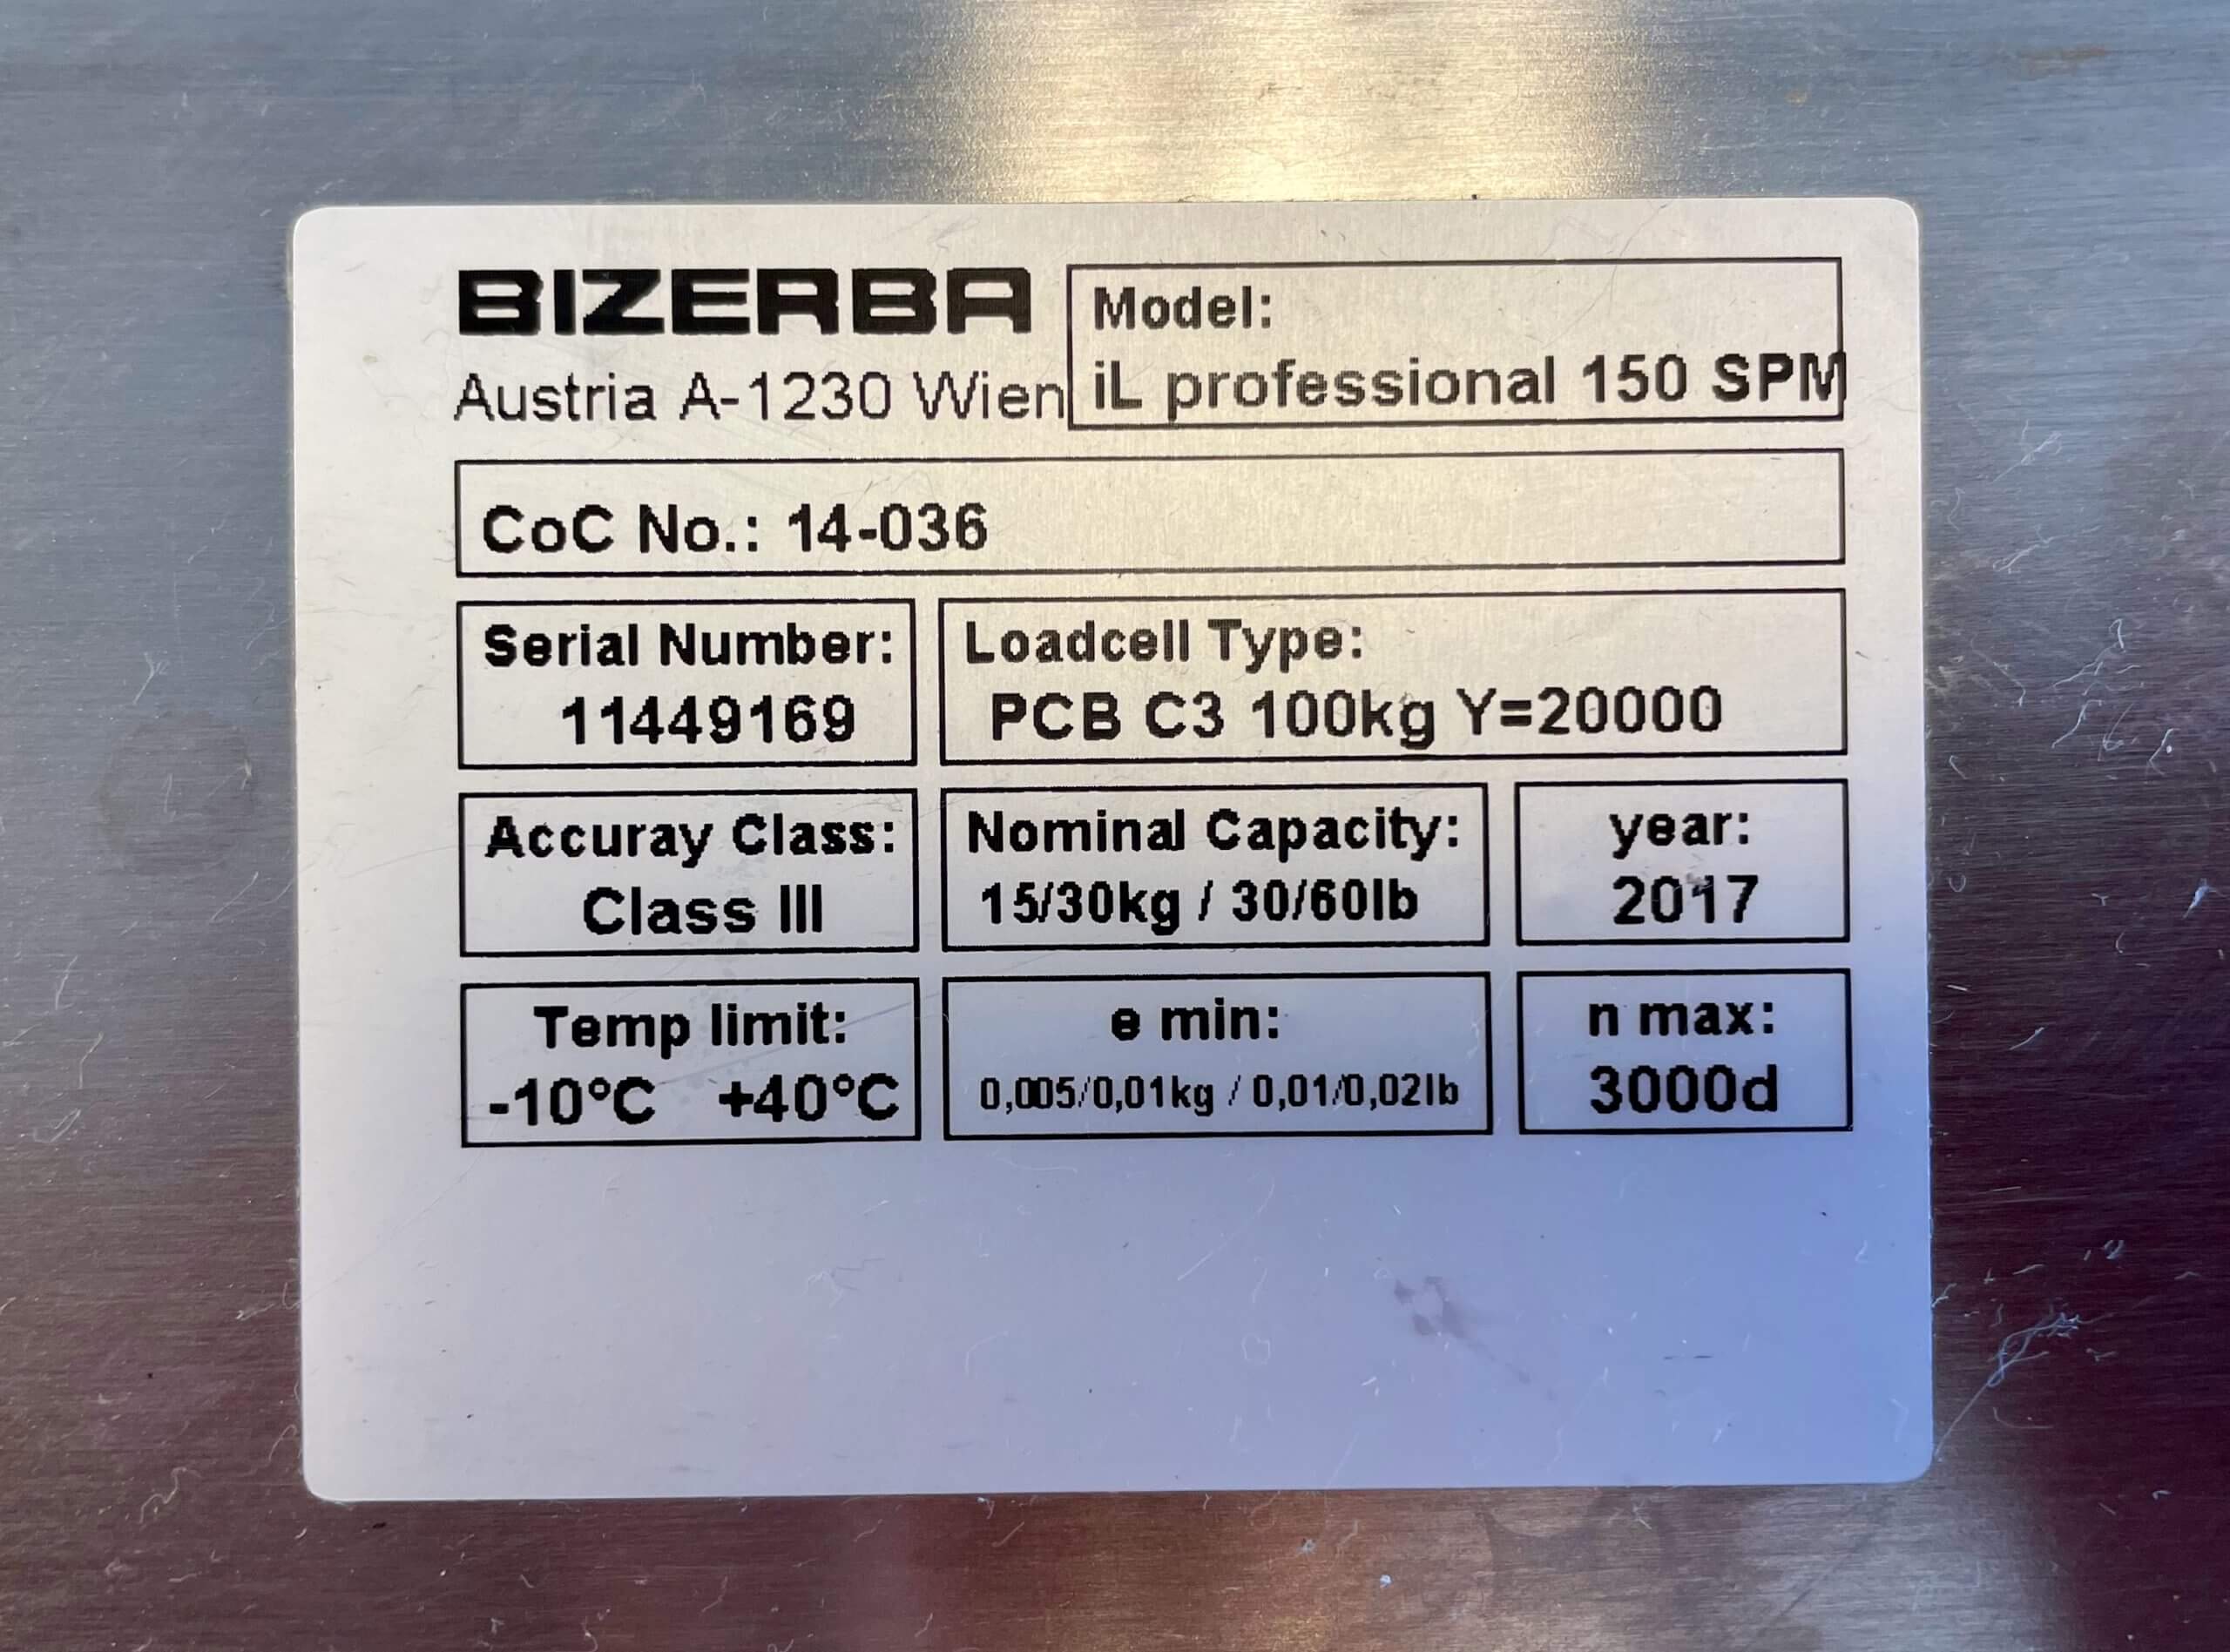 BIZERBA
Austria A-1230 Wien
Model:
iL professional 150 SPM
CoC No.: 14-036
Serial Number:
11449169
Loadcell Type:
PCB C3 100kg Y=20000
Accuray Class:
Class III
Nominal Capacity:
15/30kg / 30/60lb
year:
2017
Temp limit:
-10°C +40°C
e min:
0,005/0,01kg / 0,01/0,02lb
n max:
3000d